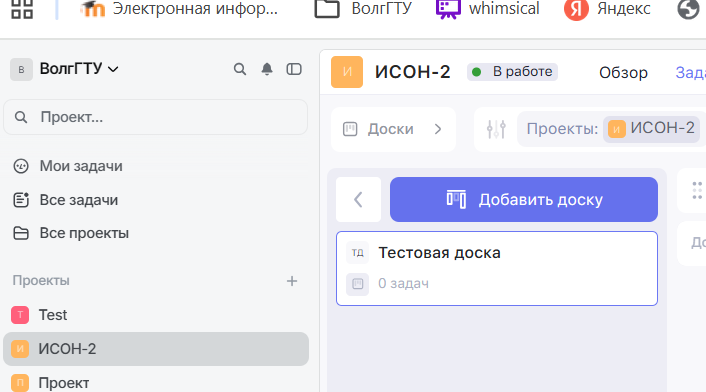 Электронная инфор...
ВолгГТУ
whimsical
Яндекс
В ВолгГТУ
Проект...
Мои задачи
Все задачи
Все проекты
Проекты
Т Test
И ИСОН-2
П Проект
И ИСОН-2 В работе Обзор Зада
Доски
Проекты: И ИСОН-2
Добавить доску
ТД Тестовая доска
0 задач
До